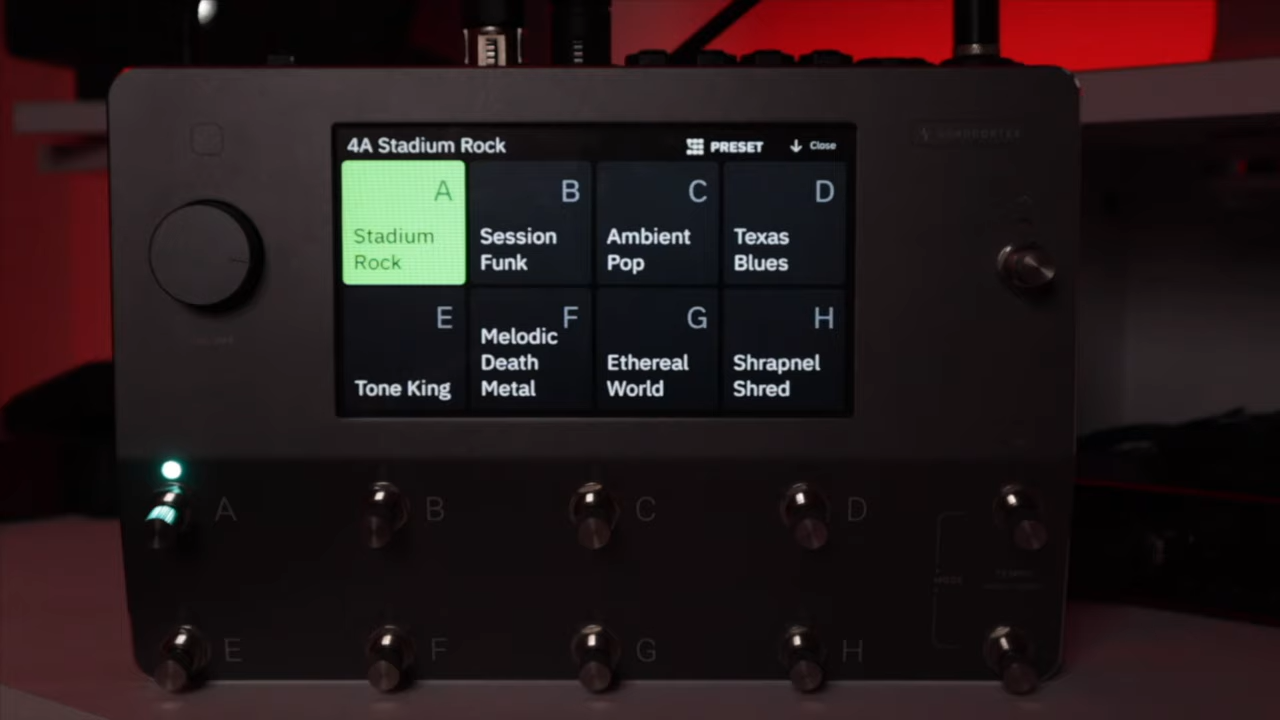 4A Stadium Rock
PRESET
Close
A
Stadium
Rock
B
Session
Funk
C
Ambient
Pop
D
Texas
Blues
E
Tone King
F
Melodic
Death
Metal
G
Ethereal
World
H
Shrapnel
Shred
A
B
C
D
MODE
E
F
G
H